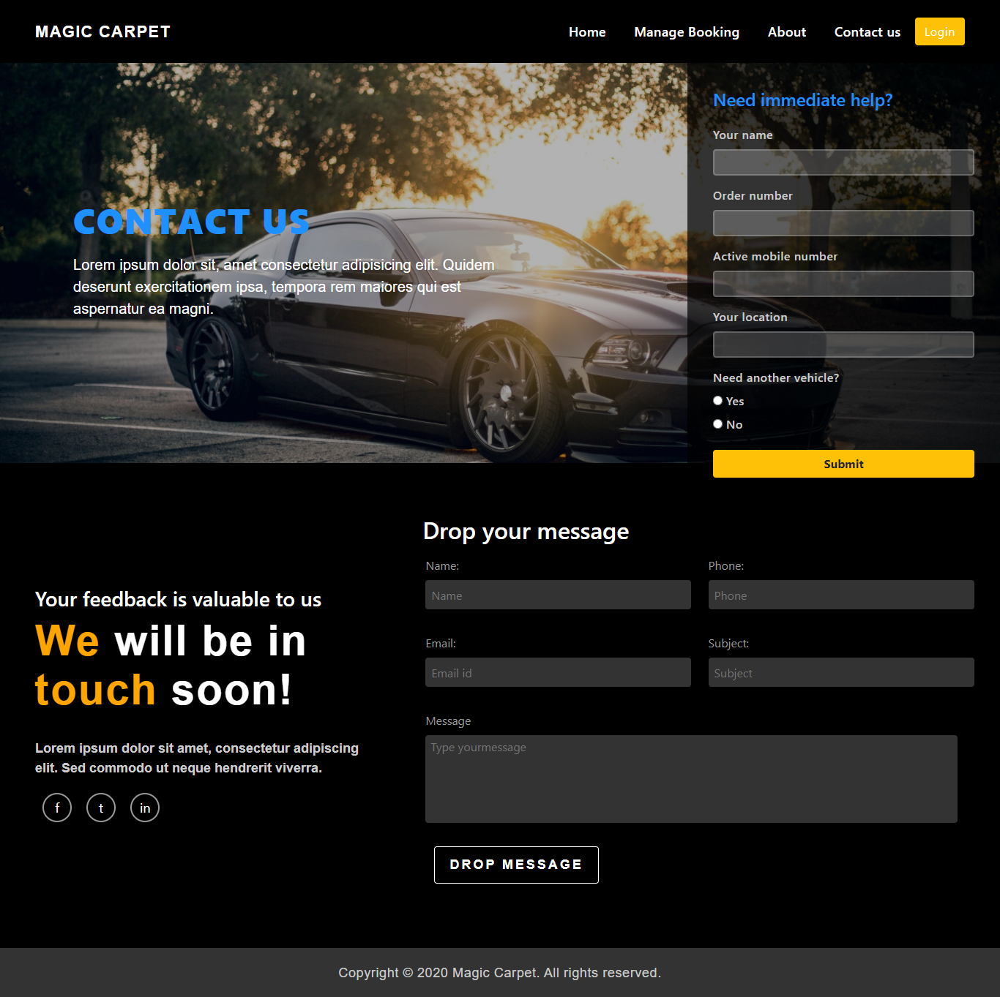 MAGIC CARPET
Home
Manage Booking
About
Contact us
Login
CONTACT US
Lorem ipsum dolor sit, amet consectetur adipisicing elit. Quidem
deserunt exercitationem ipsa, tempora rem maiores qui est
aspernatur ea magni.
Need immediate help?
Your name
Order number
Active mobile number
Your location
Need another vehicle?
Yes
No
Submit
Your feedback is valuable to us
We will be in
touch soon!
Lorem ipsum dolor sit amet, consectetur adipiscing
elit. Sed commodo ut neque hendrerit viverra.
f
t
in
Drop your message
Name:
Phone:
Name
Phone
Email:
Subject:
Email id
Subject
Message
Type yourmessage
DROP MESSAGE
Copyright © 2020 Magic Carpet. All rights reserved.